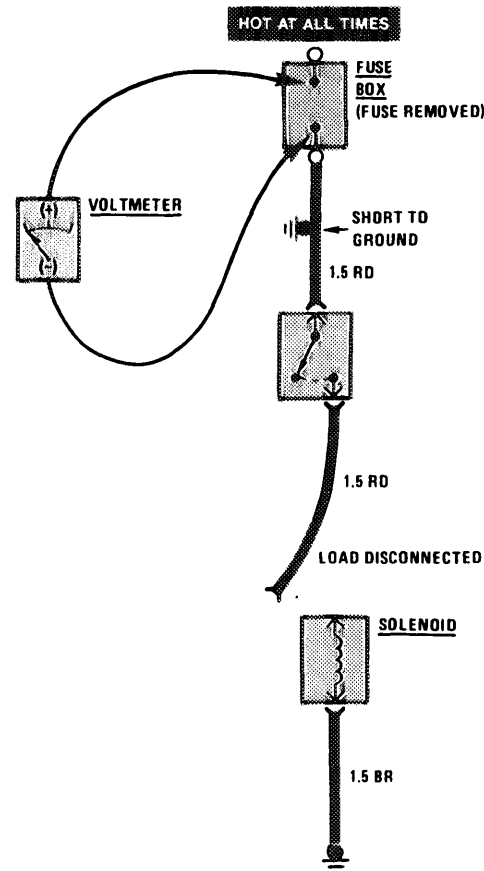 HOT AT ALL TIMES
FUSE
BOX
(FUSE REMOVED)
VOLTMETER
(+)
(−)
SHORT TO
GROUND
1.5 RD
1.5 RD
LOAD DISCONNECTED
SOLENOID
1.5 BR